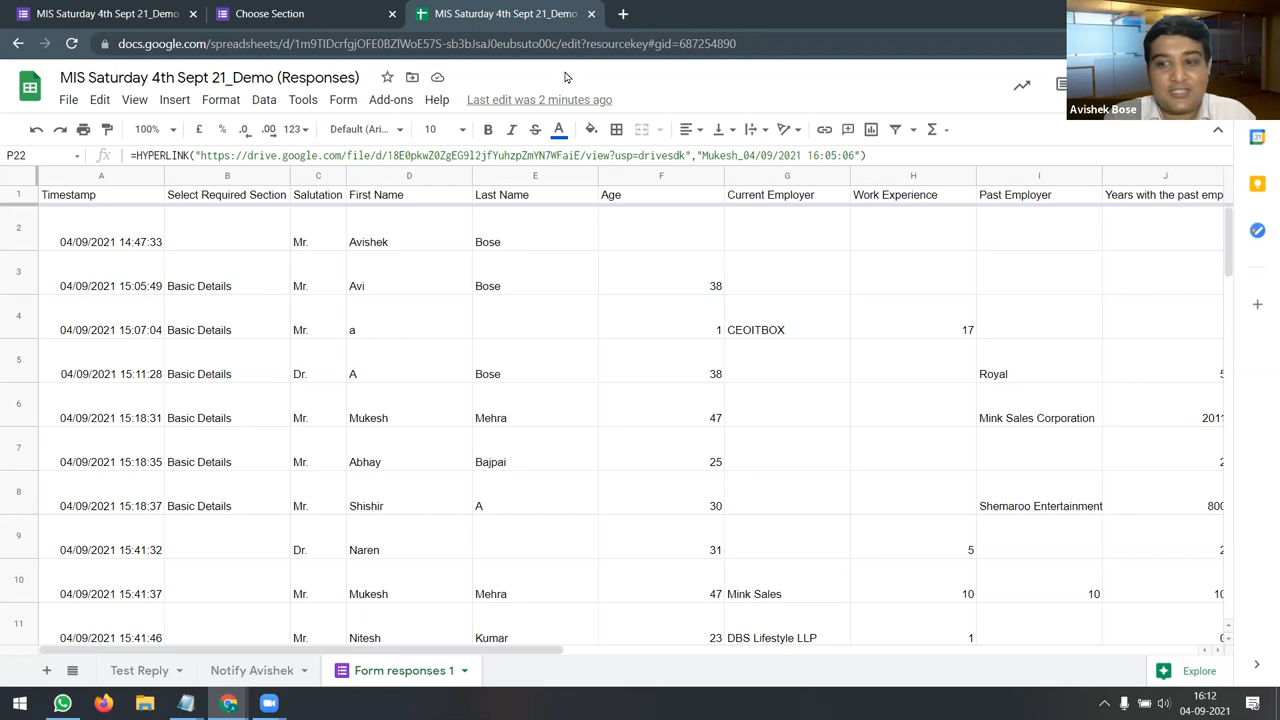 MIS Saturday 4th Sept 21_Demo
Choose Section
MIS Saturday 4th Sept 21_Demo
docs.google.com/spreadsheets/d/1m9TIDcrfgjOFE0BZlWoE57S-sb3bJsaJ0eubsuto00c/edit?resourcekey#gid=687254890
MIS Saturday 4th Sept 21_Demo (Responses)
File Edit View Insert Format Data Tools Form Add-ons Help Last edit was 2 minutes ago
Avishek Bose
100% £ % .0 .00 123 Default (Ari... 10 B I S A
P22 fx =HYPERLINK("https://drive.google.com/file/d/18E0pkwZ0ZgEG9l2jfYuhzpZmYN7WFaiE/view?usp=drivesdk","Mukesh_04/09/2021 16:05:06")
A B C D E F G H I J
1 Timestamp Select Required Section Salutation First Name Last Name Age Current Employer Work Experience Past Employer Years with the past emp
2 04/09/2021 14:47:33 Mr. Avishek Bose
3 04/09/2021 15:05:49 Basic Details Mr. Avi Bose 38
4 04/09/2021 15:07:04 Basic Details Mr. a 1 CEOITBOX 17
5 04/09/2021 15:11:28 Basic Details Dr. A Bose 38 Royal 5
6 04/09/2021 15:18:31 Basic Details Mr. Mukesh Mehra 47 Mink Sales Corporation 2011
7 04/09/2021 15:18:35 Basic Details Mr. Abhay Bajpai 25 2
8 04/09/2021 15:18:37 Basic Details Mr. Shishir A 30 Shemaroo Entertainment 800
9 04/09/2021 15:41:32 Dr. Naren 31 5 2
10 04/09/2021 15:41:37 Mr. Mukesh Mehra 47 Mink Sales 10 10 10
11 04/09/2021 15:41:46 Mr. Nitesh Kumar 23 DBS Lifestyle LLP 1 0
Test Reply Notify Avishek Form responses 1 Explore
16:12
04-09-2021